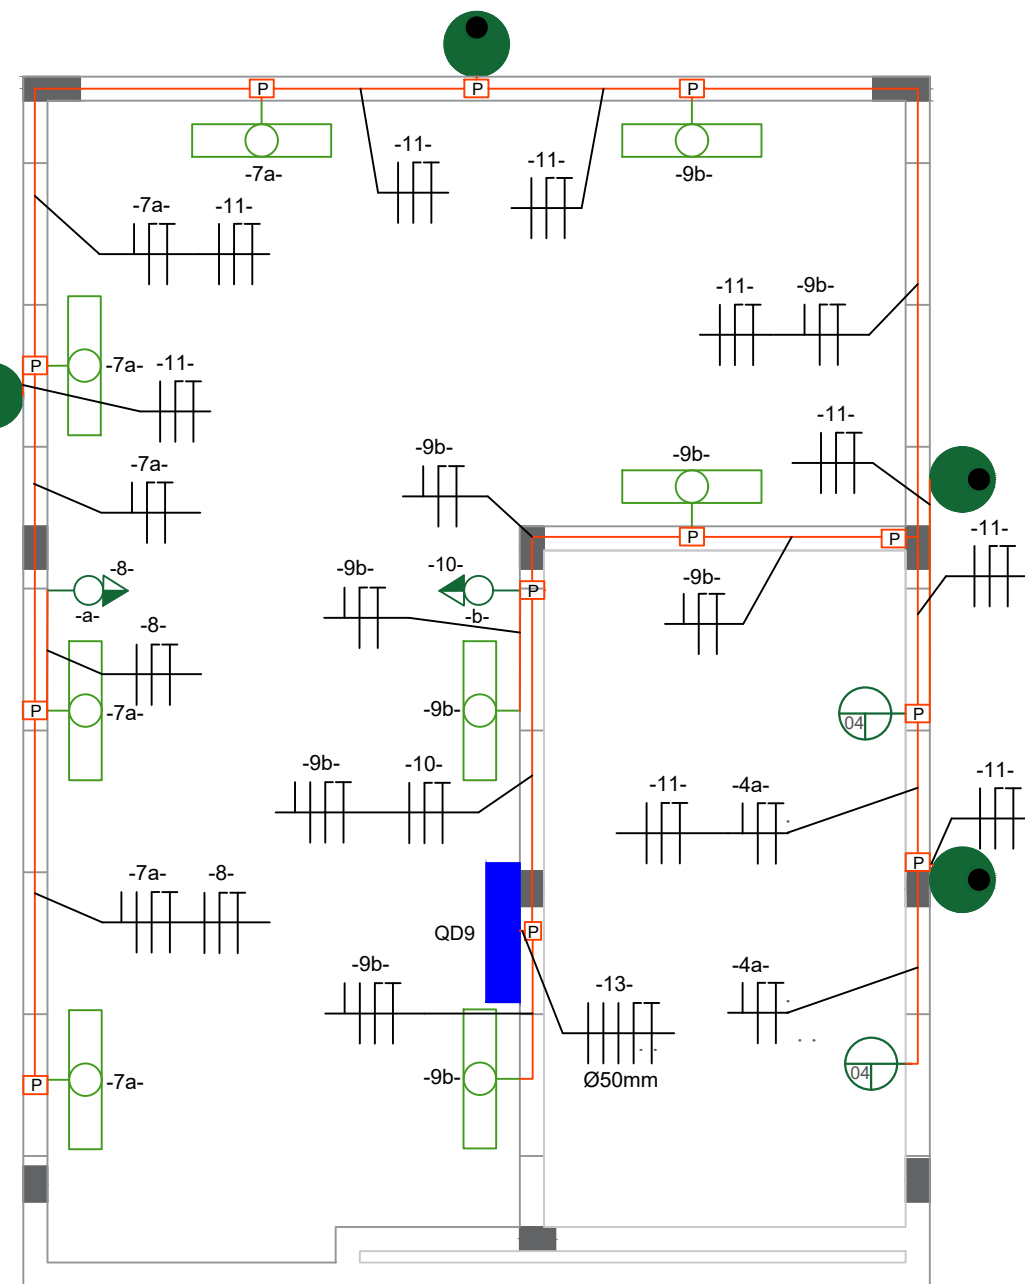 P P P
-11-
-7a- -11- -9b-
-7a- -11-
-11- -9b-
P -7a- -11-
-11-
-9b- -9b-
-7a-
-11-
P P
-8- -9b- -10- P -9b-
-a- -b-
-8-
P -7a- -9b- 04 P
-9b- -10- -11- -4a- -11-
P
-7a- -8-
QD9 P
-9b- -13- -4a-
Ø50mm
P -7a- -9b- 04